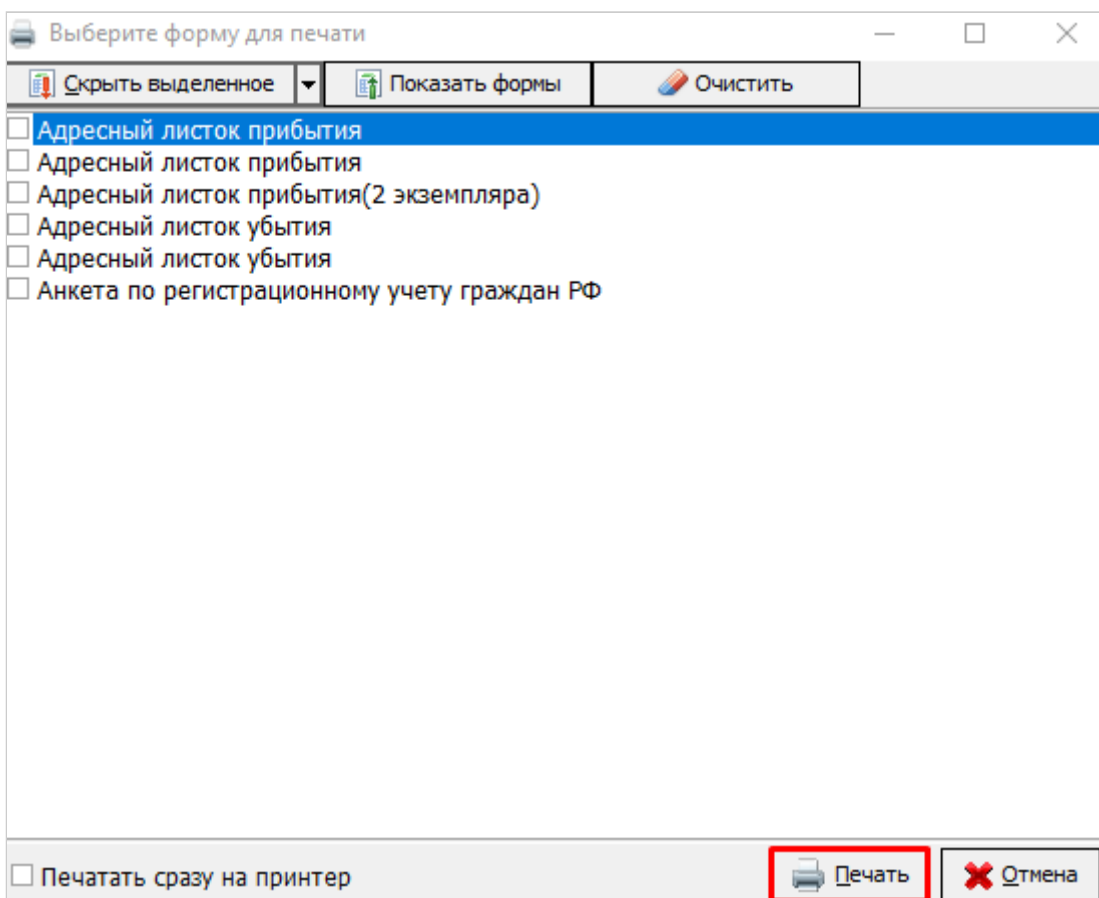 Выберите форму для печати
Скрыть выделенное Показать формы Очистить
Адресный листок прибытия
Адресный листок прибытия
Адресный листок прибытия(2 экземпляра)
Адресный листок убытия
Адресный листок убытия
Анкета по регистрационному учету граждан РФ
Печатать сразу на принтер Печать Отмена